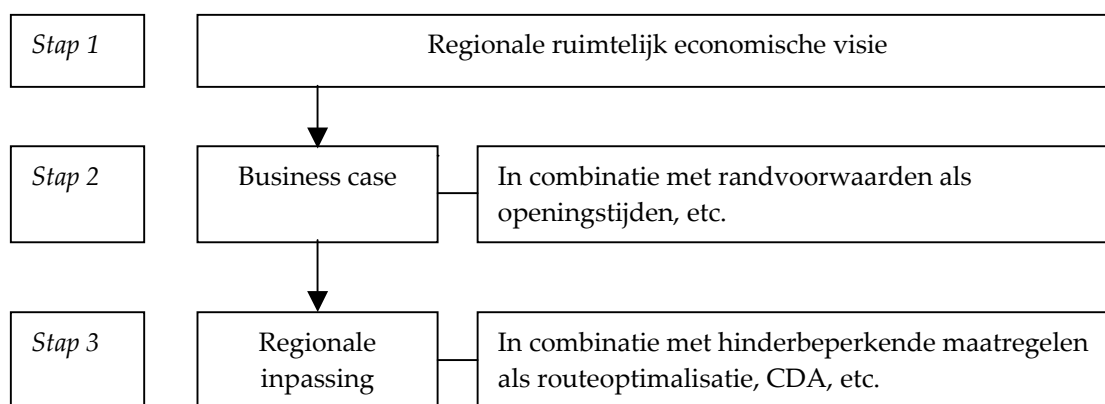 Stap 1
Regionale ruimtelijk economische visie
Stap 2
Business case
In combinatie met randvoorwaarden als
openingstijden, etc.
Stap 3
Regionale
inpassing
In combinatie met hinderbeperkende maatregelen
als routeoptimalisatie, CDA, etc.